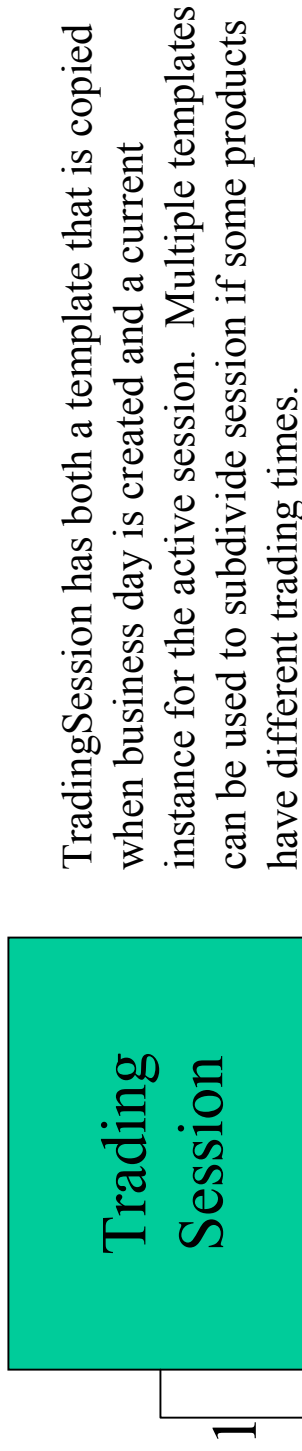 TradingSession has both a template that is copied
when business day is created and a current
instance for the active session. Multiple templates
can be used to subdivide session if some products
have different trading times.
Trading
Session
1